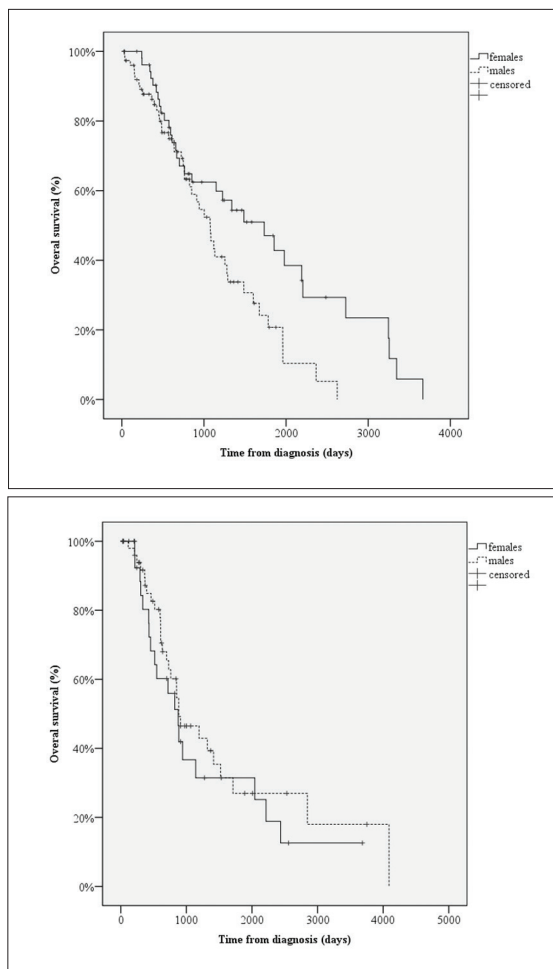 100%
80%
60%
40%
20%
0%
Overal survival (%)
0 1000 2000 3000 4000
Time from diagnosis (days)
females
males
censored
100%
80%
60%
40%
20%
0%
Overal survival (%)
0 1000 2000 3000 4000 5000
Time from diagnosis (days)
females
males
censored